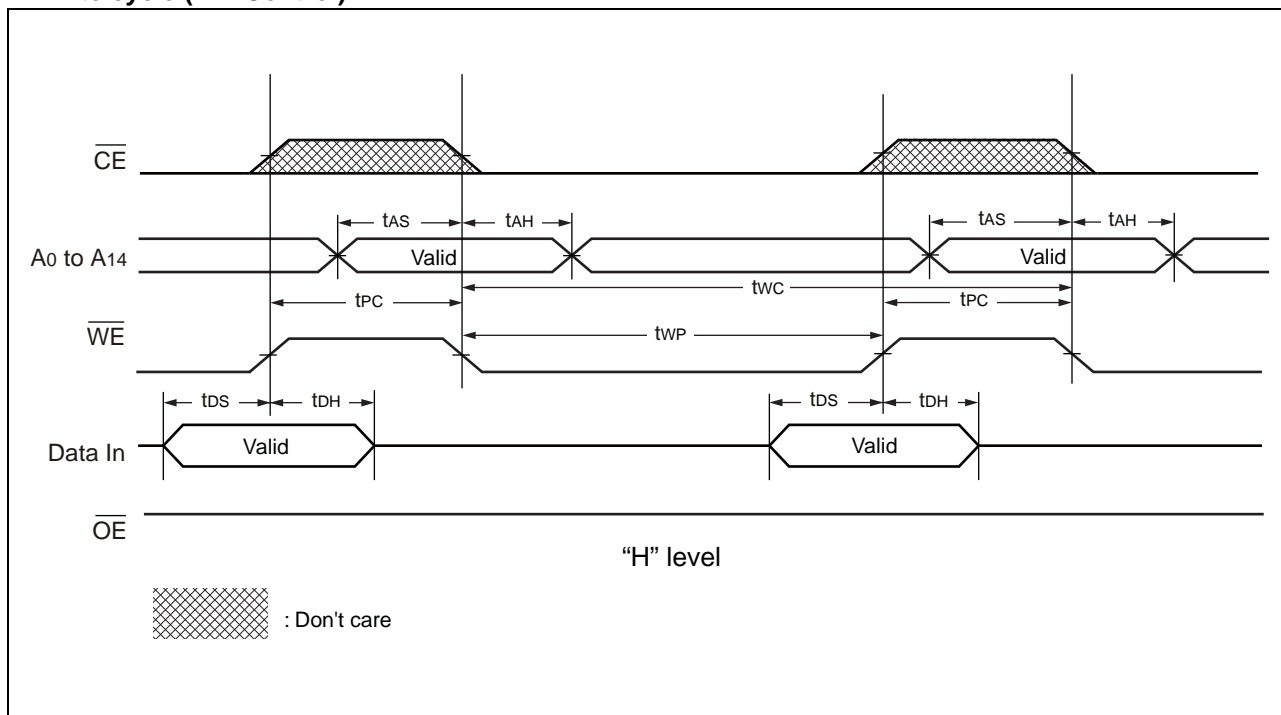 CE
tAS tAH tAS tAH
A0 to A14 Valid Valid
tWC
tPC tPC
WE tWP
tDS tDH tDS tDH
Data In Valid Valid
OE
“H” level
: Don't care